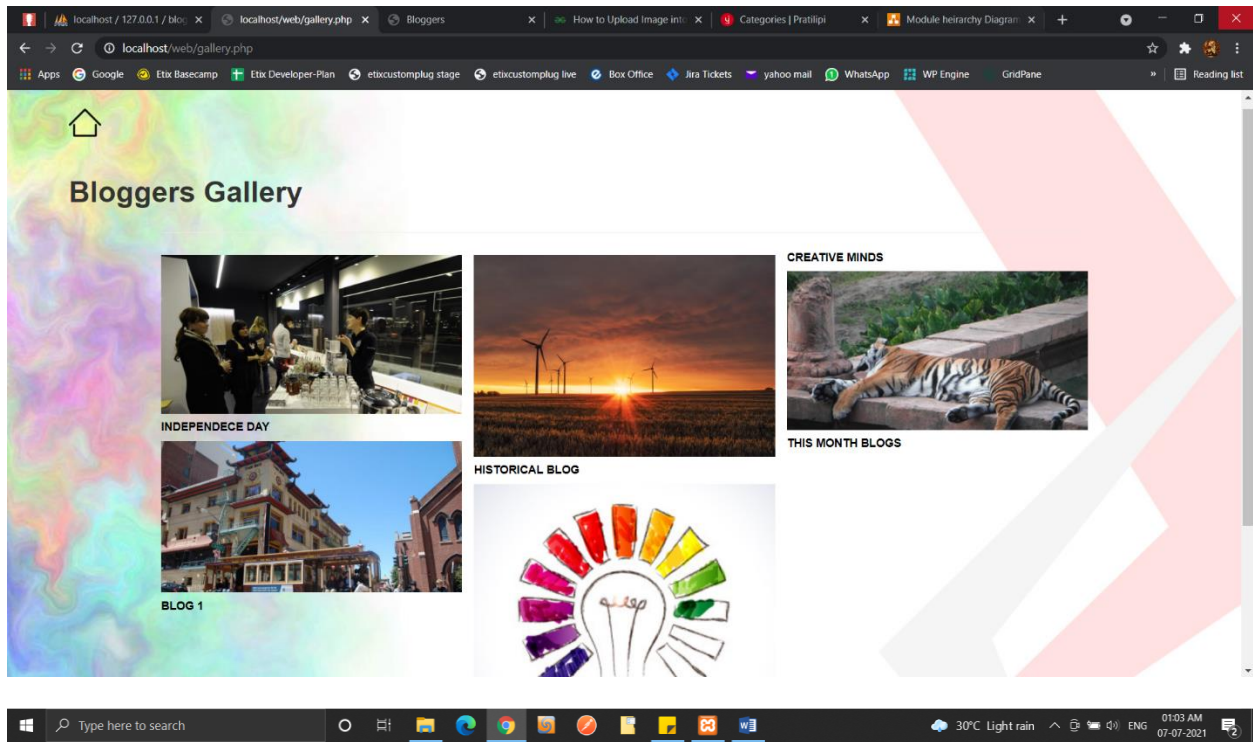 localhost / 127.0.0.1 / blog
localhost/web/gallery.php
Bloggers
How to Upload Image into
Categories | Pratilipi
Module heirarchy Diagram
localhost/web/gallery.php
Apps
Google
Etix Basecamp
Etix Developer-Plan
etixcustomplug stage
etixcustomplug live
Box Office
Jira Tickets
yahoo mail
WhatsApp
WP Engine
GridPane
»
Reading list
Bloggers Gallery
INDEPENDECE DAY
BLOG 1
HISTORICAL BLOG
CREATIVE MINDS
THIS MONTH BLOGS
Type here to search
30°C Light rain
ENG
01:03 AM
07-07-2021
2